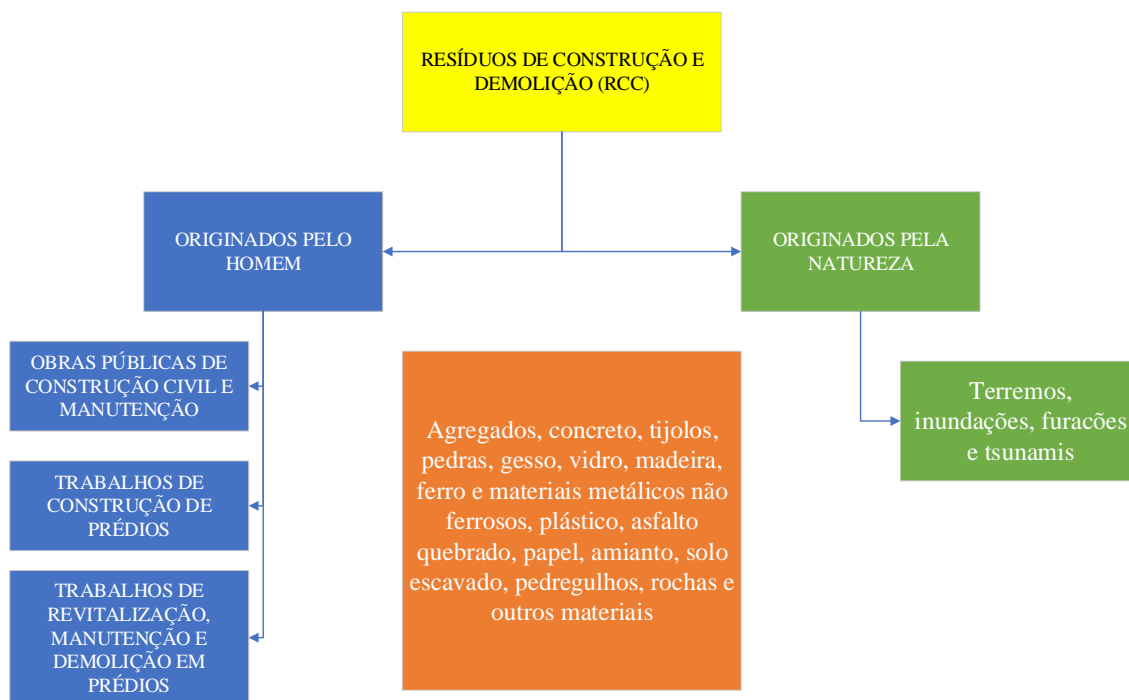 RESÍDUOS DE CONSTRUÇÃO E
DEMOLIÇÃO (RCC)
ORIGINADOS PELO
HOMEM
ORIGINADOS PELA
NATUREZA
OBRAS PÚBLICAS DE
CONSTRUÇÃO CIVIL E
MANUTENÇÃO
TRABALHOS DE
CONSTRUÇÃO DE
PRÉDIOS
TRABALHOS DE
REVITALIZAÇÃO,
MANUTENÇÃO E
DEMOLIÇÃO EM
PRÉDIOS
Agregados, concreto, tijolos,
pedras, gesso, vidro, madeira,
ferro e materiais metálicos não
ferrosos, plástico, asfalto
quebrado, papel, amianto, solo
escavado, pedregulhos, rochas e
outros materiais
Terremos,
inundações, furacões
e tsunamis